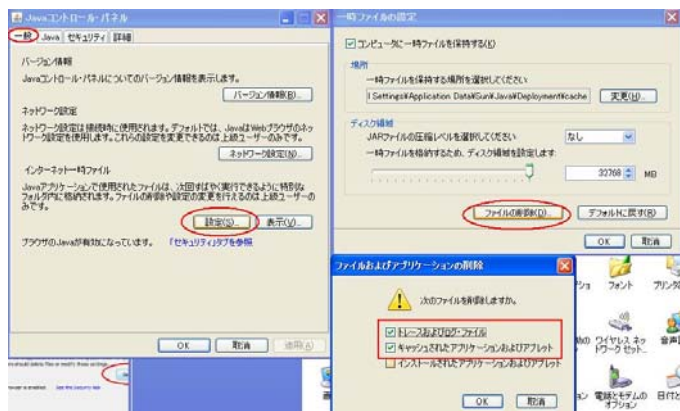 Javaコントロール・パネル
一般 Java セキュリティ 詳細
バージョン情報
Javaコントロール・パネルについてのバージョン情報を表示します。
バージョン情報(B)...
ネットワーク設定
ネットワーク設定は接続時に使用されます。デフォルトでは、JavaはWebブラウザのネッ
トワーク設定を使用します。これらの設定を変更できるのは上級ユーザーのみです。
ネットワーク設定(N)...
インターネット一時ファイル
Javaアプリケーションで使用されたファイルは、次回すばやく実行できるように特別な
フォルダ内に格納されます。ファイルの削除や設定の変更を行えるのは上級ユーザーの
みです。
設定(S)... 表示(V)...
ブラウザのJavaが有効になっています。 「セキュリティ」タブを参照
OK 取消 適用(A)
一時ファイルの設定
コンピュータに一時ファイルを保持する(K)
場所
一時ファイルを保持する場所を選択してください
l Settings¥Application Data¥Sun¥Java¥Deployment¥cache 変更(H)...
ディスク領域
JARファイルの圧縮レベルを選択してください なし
一時ファイルを格納するため、ディスク領域を設定します:
32768 MB
ファイルの削除(D)... デフォルトに戻す(R)
OK 取消
ファイルおよびアプリケーションの削除
次のファイルを削除しますか。
トレースおよびログ・ファイル
キャッシュされたアプリケーションおよびアプレット
インストールされたアプリケーションおよびアプレット
OK 取消
フォント
ワイヤレス ネッ
トワーク セット...
電話とモデムの
オプション